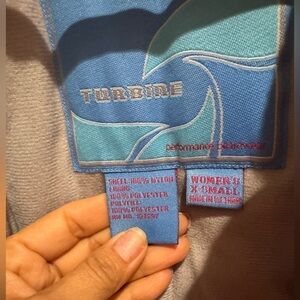 TURBINE
performance outerwear
SHELL: 100% NYLON
LINING:
100% POLYESTER
POLYFILL:
100% POLYESTER
WOMEN'S
X-SMALL